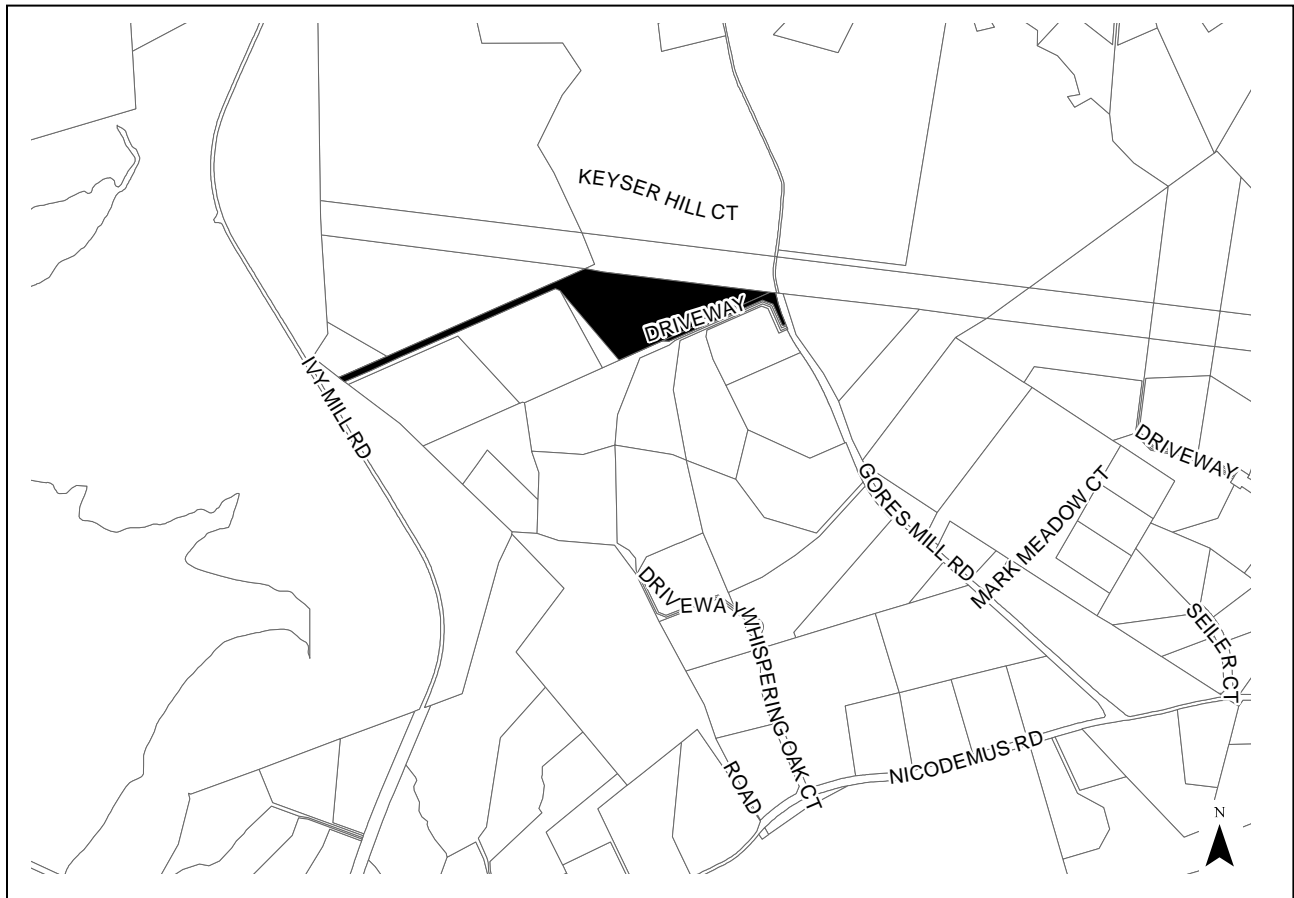 KEYSER HILL CT
DRIVEWAY
IVY MILL RD
DRIVEWAY
GORES MILL RD
MARK MEADOW CT
DRIVEWAY
WHISPERING OAK CT
SEILER CT
NICODEMUS RD
ROAD
N